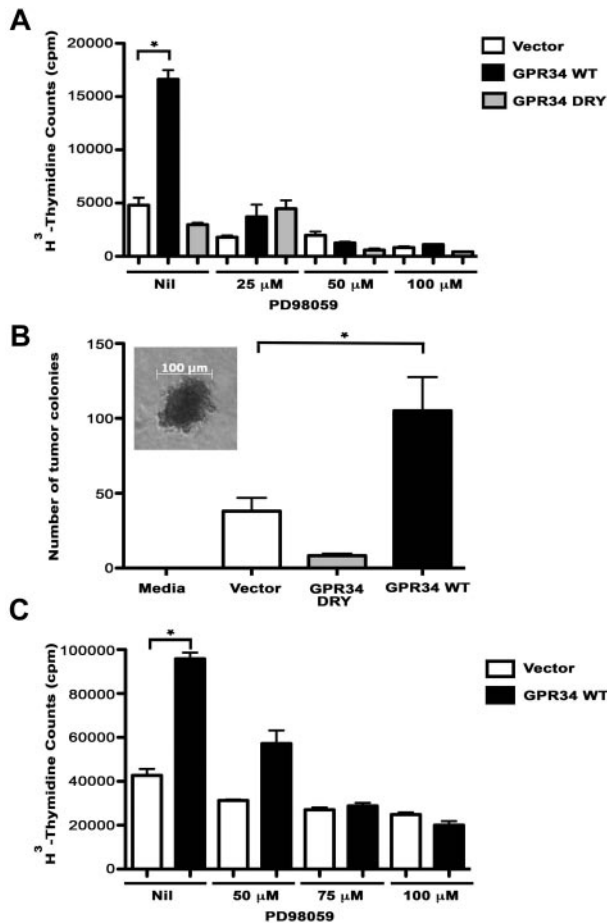 A
³H-Thymidine Counts (cpm)
20000
15000
10000
5000
0
*
Vector
GPR34 WT
GPR34 DRY
Nil
25 μM
50 μM
100 μM
PD98059
B
Number of tumor colonies
150
100
50
0
100 μm
*
Media
Vector
GPR34 DRY
GPR34 WT
C
³H-Thymidine Counts (cpm)
100000
80000
60000
40000
20000
0
*
Vector
GPR34 WT
Nil
50 μM
75 μM
100 μM
PD98059